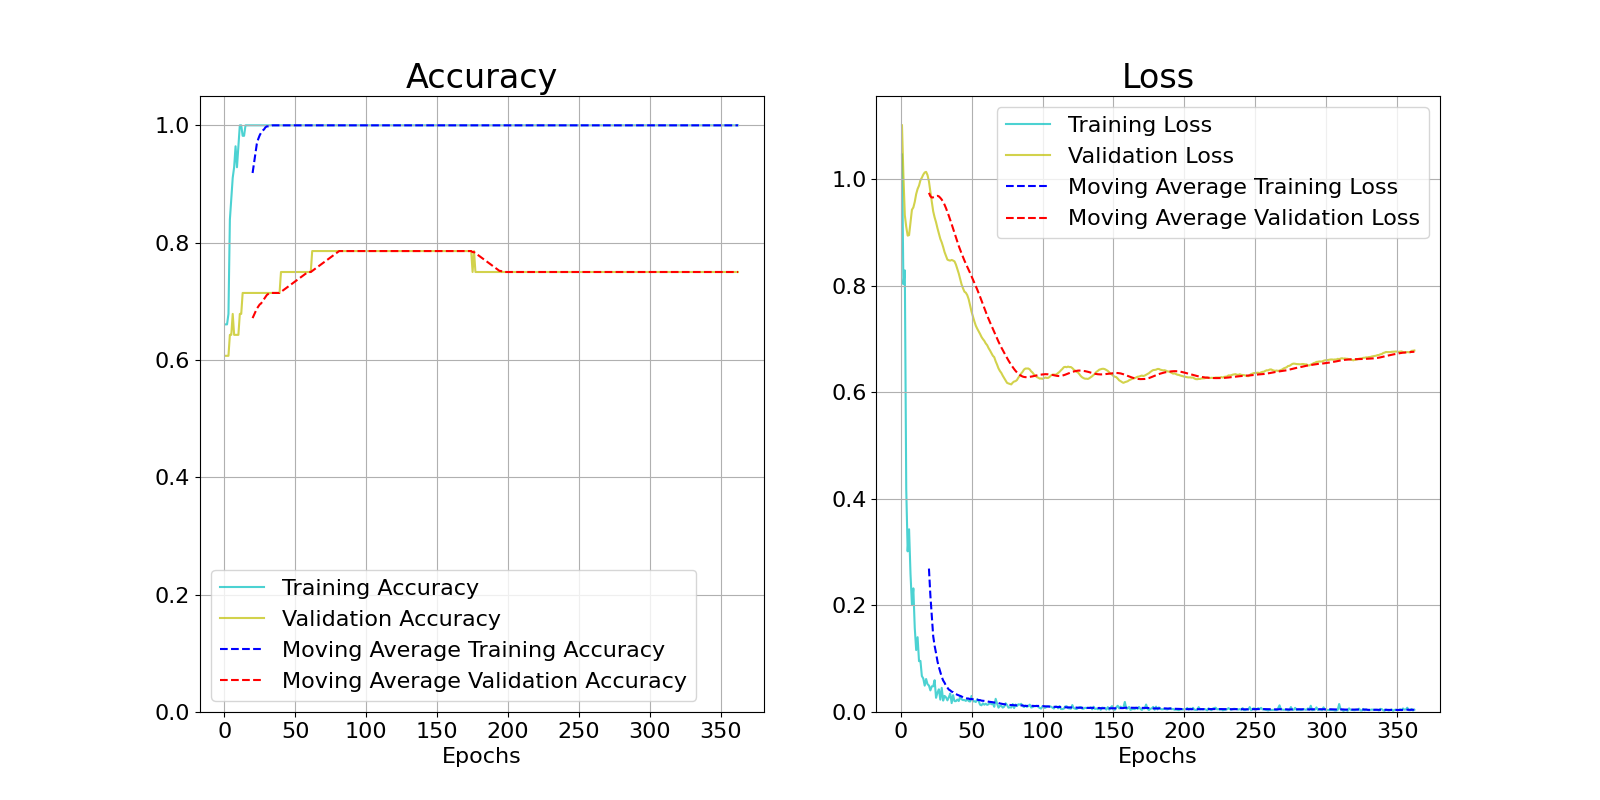 Accuracy
1.0
0.8
0.6
0.4
0.2
0.0
Training Accuracy
Validation Accuracy
Moving Average Training Accuracy
Moving Average Validation Accuracy
0 50 100 150 200 250 300 350
Epochs
Loss
1.0
0.8
0.6
0.4
0.2
0.0
Training Loss
Validation Loss
Moving Average Training Loss
Moving Average Validation Loss
0 50 100 150 200 250 300 350
Epochs